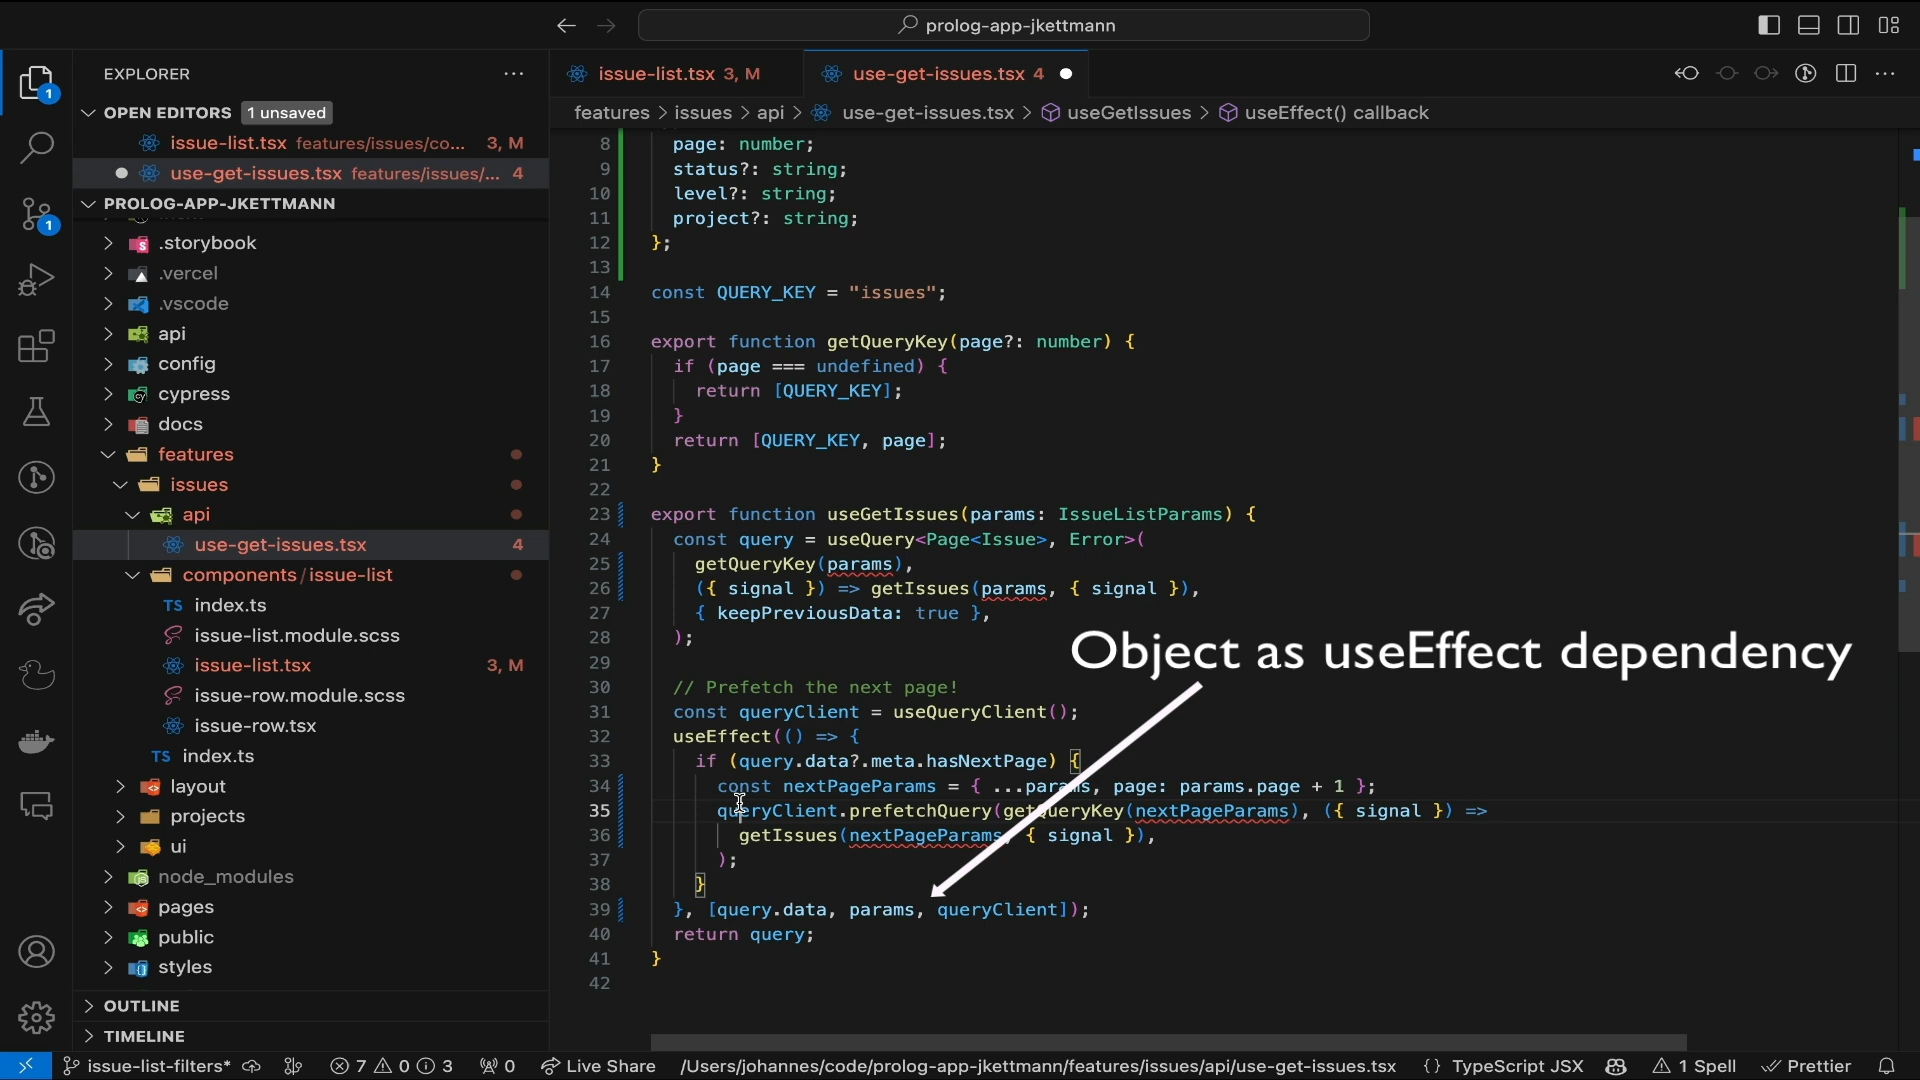 prolog-app-jkettmann
EXPLORER
OPEN EDITORS 1 unsaved
issue-list.tsx features/issues/co... 3, M
use-get-issues.tsx features/issues/... 4
PROLOG-APP-JKETTMANN
.storybook
.vercel
.vscode
api
config
cypress
docs
features
issues
api
use-get-issues.tsx 4
components/issue-list
TS index.ts
issue-list.module.scss
issue-list.tsx 3, M
issue-row.module.scss
issue-row.tsx
TS index.ts
layout
projects
ui
node_modules
pages
public
styles
OUTLINE
TIMELINE
issue-list.tsx 3, M use-get-issues.tsx 4
features > issues > api > use-get-issues.tsx > useGetIssues > useEffect() callback
8 page: number;
9 status?: string;
10 level?: string;
11 project?: string;
12 };
13
14 const QUERY_KEY = "issues";
15
16 export function getQueryKey(page?: number) {
17 if (page === undefined) {
18 return [QUERY_KEY];
19 }
20 return [QUERY_KEY, page];
21 }
22
23 export function useGetIssues(params: IssueListParams) {
24 const query = useQuery<Page<Issue>, Error>(
25 getQueryKey(params),
26 ({ signal }) => getIssues(params, { signal }),
27 { keepPreviousData: true },
28 );
29
Object as useEffect dependency
30 // Prefetch the next page!
31 const queryClient = useQueryClient();
32 useEffect(() => {
33 if (query.data?.meta.hasNextPage) {
34 const nextPageParams = { ...params, page: params.page + 1 };
35 queryClient.prefetchQuery(getQueryKey(nextPageParams), ({ signal }) =>
36 getIssues(nextPageParams, { signal }),
37 );
38 }
39 }, [query.data, params, queryClient]);
40 return query;
41 }
42
issue-list-filters* 7 0 3 0 Live Share /Users/johannes/code/prolog-app-jkettmann/features/issues/api/use-get-issues.tsx {} TypeScript JSX 1 Spell Prettier